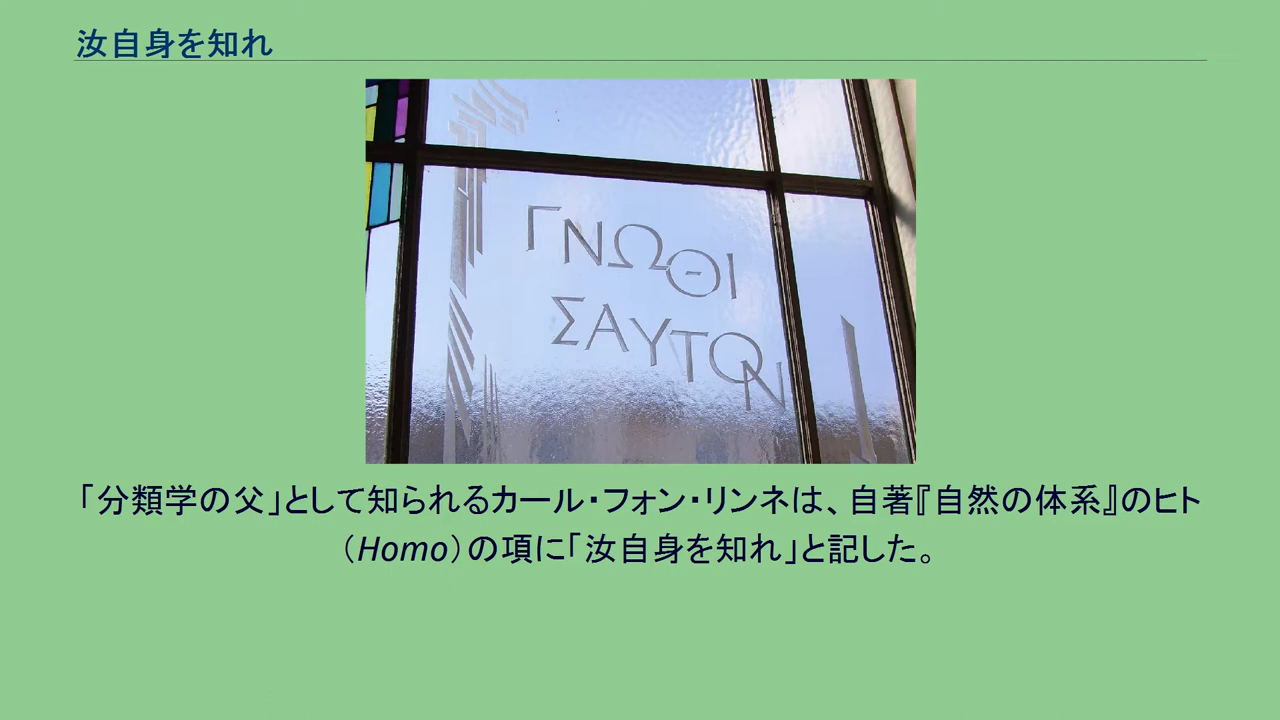 汝自身を知れ
ΓΝΩΘΙ
ΣΑΥΤΟΝ
「分類学の父」として知られるカール・フォン・リンネは、自著『自然の体系』のヒト
（Homo）の項に「汝自身を知れ」と記した。